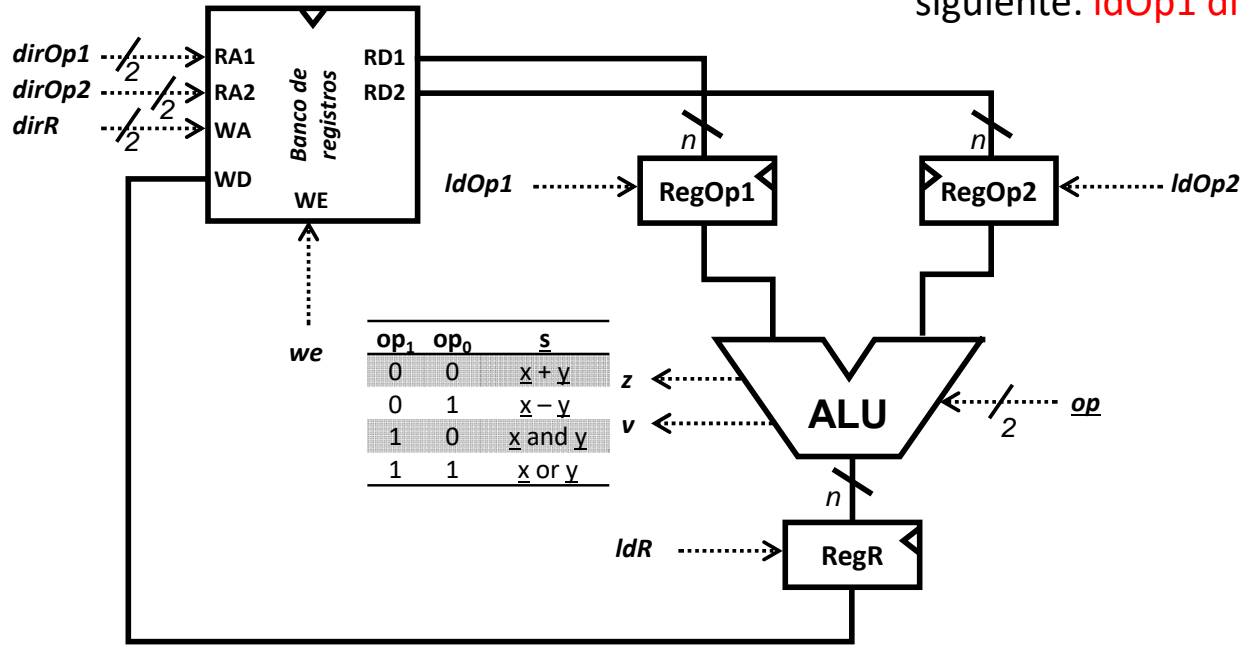 siguiente: ldOp1 di
dirOp1 2 RA1 RD1
dirOp2 2 RA2 RD2
dirR 2 WA
Banco de
registros
WD
WE
we
n
n
ldOp1 RegOp1
RegOp2 ldOp2
op1 op0 s
0 0 x + y
0 1 x – y
1 0 x and y
1 1 x or y
z
v
ALU
2 op
n
ldR RegR